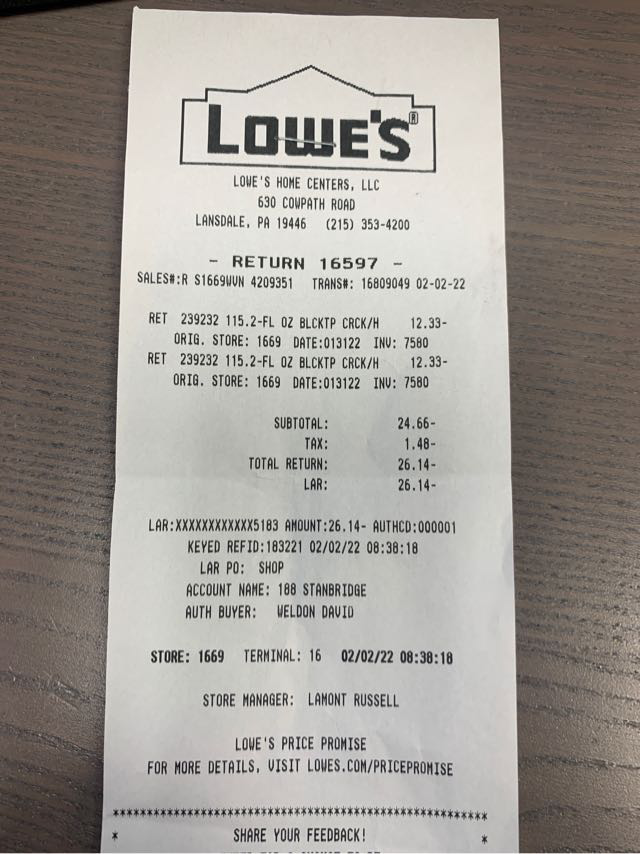 LOWE'S®
LOWE'S HOME CENTERS, LLC
630 COWPATH ROAD
LANSDALE, PA 19446 (215) 353-4200
- RETURN 16597 -
SALES#:R S1669WVN 4209351 TRANS#: 16809049 02-02-22
RET 239232 115.2-FL OZ BLCKTP CRCK/H 12.33-
ORIG. STORE: 1669 DATE:013122 INV: 7580
RET 239232 115.2-FL OZ BLCKTP CRCK/H 12.33-
ORIG. STORE: 1669 DATE:013122 INV: 7580
SUBTOTAL: 24.66-
TAX: 1.48-
TOTAL RETURN: 26.14-
LAR: 26.14-
LAR:XXXXXXXXXXXX5183 AMOUNT:26.14- AUTHCD:000001
KEYED REFID:183221 02/02/22 08:38:18
LAR PO: SHOP
ACCOUNT NAME: 188 STANBRIDGE
AUTH BUYER: WELDON DAVID
STORE: 1669 TERMINAL: 16 02/02/22 08:38:18
STORE MANAGER: LAMONT RUSSELL
LOWE'S PRICE PROMISE
FOR MORE DETAILS, VISIT LOWES.COM/PRICEPROMISE
****************************************************
* SHARE YOUR FEEDBACK! *